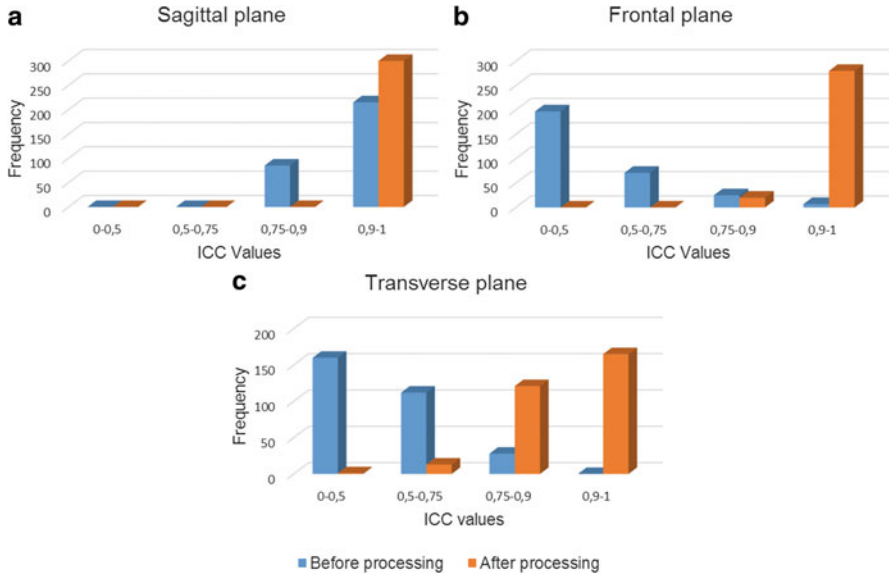 a Sagittal plane
Frequency
300
250
200
150
100
50
0
0-0,5 0,5-0,75 0,75-0,9 0,9-1
ICC Values
b Frontal plane
Frequency
300
250
200
150
100
50
0
0-0,5 0,5-0,75 0,75-0,9 0,9-1
ICC Values
c Transverse plane
Frequency
200
150
100
50
0
0-0,5 0,5-0,75 0,75-0,9 0,9-1
ICC values
Before processing After processing